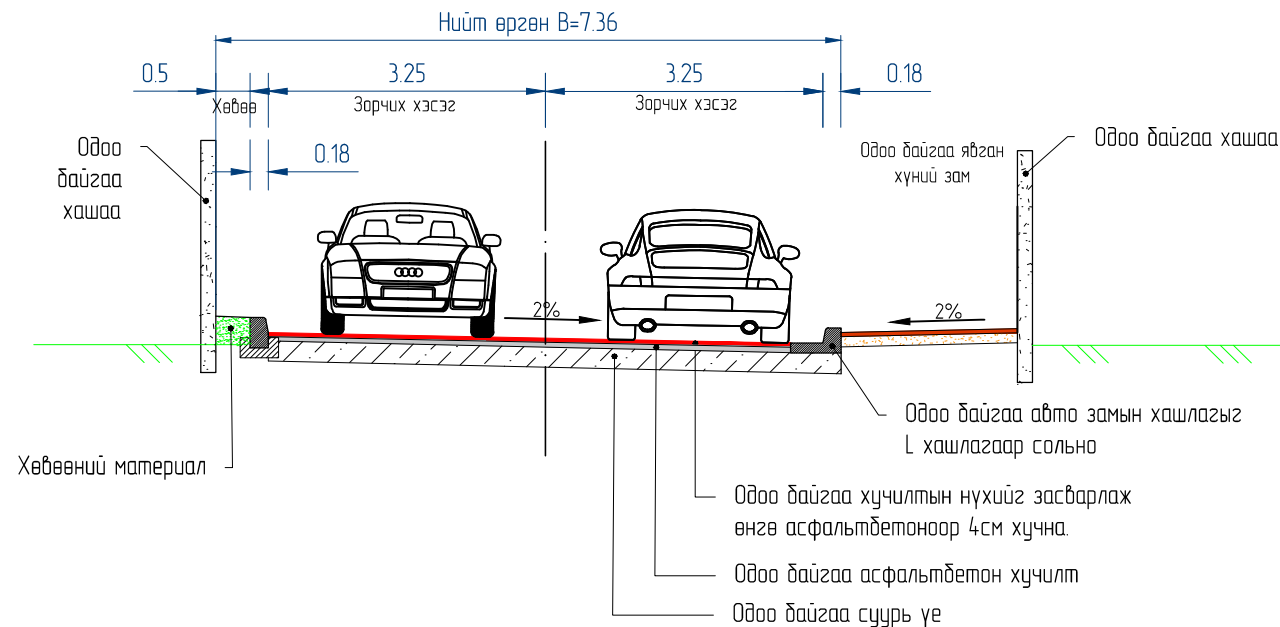 Нийт өргөн B=7.36
0.5
3.25
3.25
0.18
Хөвөө
Зорчих хэсэг
Зорчих хэсэг
0.18
Одоо
байгаа
хашаа
Одоо байгаа явган
хүний зам
Одоо байгаа хашаа
2%
2%
Одоо байгаа авто замын хашлагыг
L хашлагаар сольно
Хөвөөний материал
Одоо байгаа хучилтын нүхийг засварлаж
өнгө асфальтбетоноор 4см хучна.
Одоо байгаа асфальтбетон хучилт
Одоо байгаа суурь үе